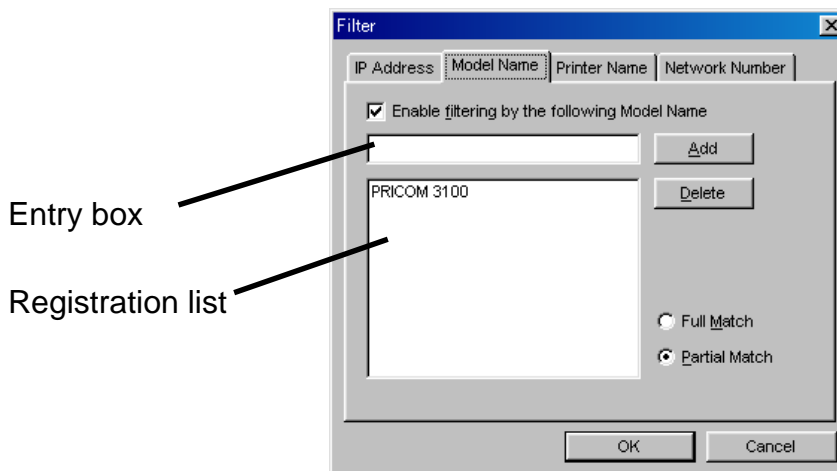 Filter
IP Address Model Name Printer Name Network Number
Enable filtering by the following Model Name
Add
Entry box
PRICOM 3100
Delete
Registration list
Full Match
Partial Match
OK Cancel